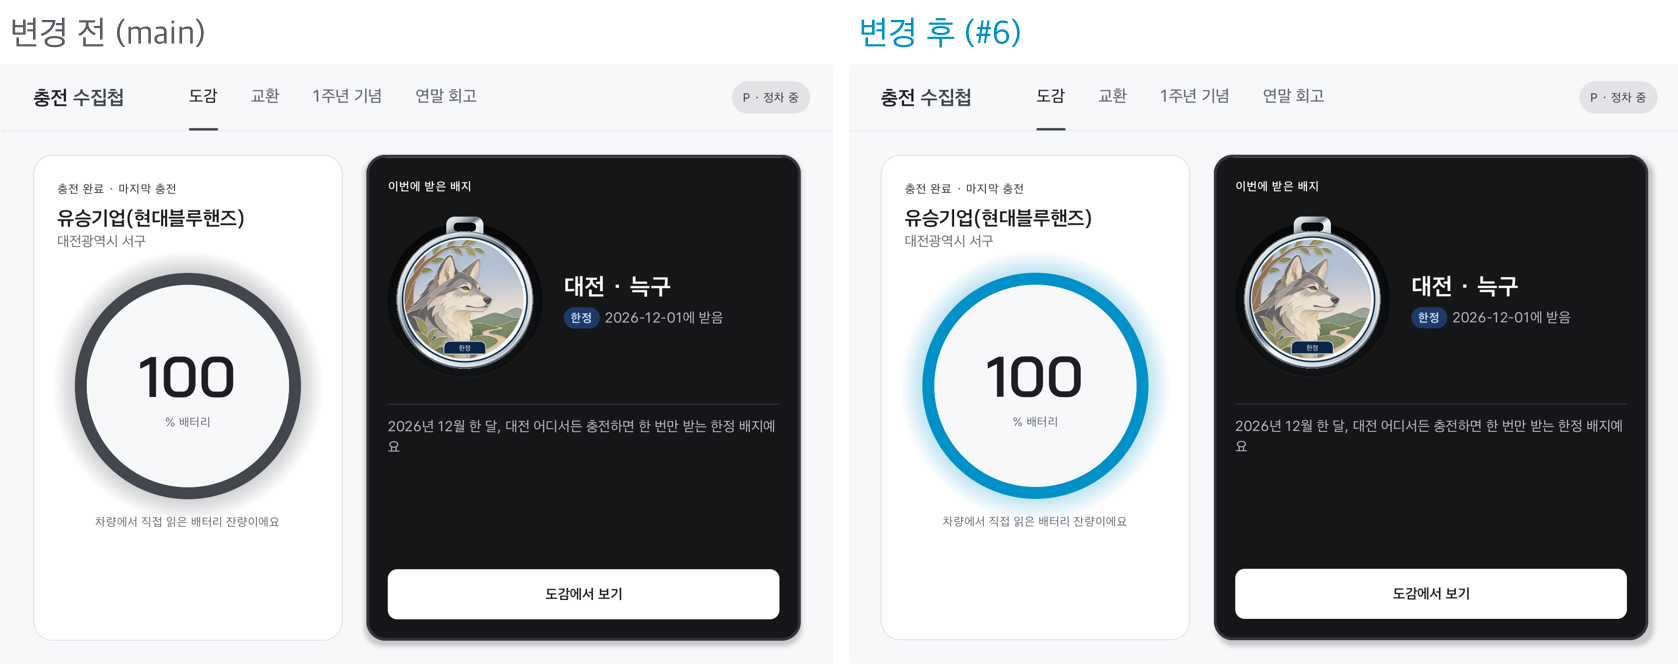 변경 전 (main)
충전 수집첩 도감 교환 1주년 기념 연말 회고 P · 정차 중
충전 완료 · 마지막 충전
유승기업(현대블루핸즈)
대전광역시 서구
100
% 배터리
차량에서 직접 읽은 배터리 잔량이에요
이번에 받은 배지
한정
대전 · 늑구
한정 2026-12-01에 받음
2026년 12월 한 달, 대전 어디서든 충전하면 한 번만 받는 한정 배지예
요
도감에서 보기
변경 후 (#6)
충전 수집첩 도감 교환 1주년 기념 연말 회고 P · 정차 중
충전 완료 · 마지막 충전
유승기업(현대블루핸즈)
대전광역시 서구
100
% 배터리
차량에서 직접 읽은 배터리 잔량이에요
이번에 받은 배지
한정
대전 · 늑구
한정 2026-12-01에 받음
2026년 12월 한 달, 대전 어디서든 충전하면 한 번만 받는 한정 배지예
요
도감에서 보기